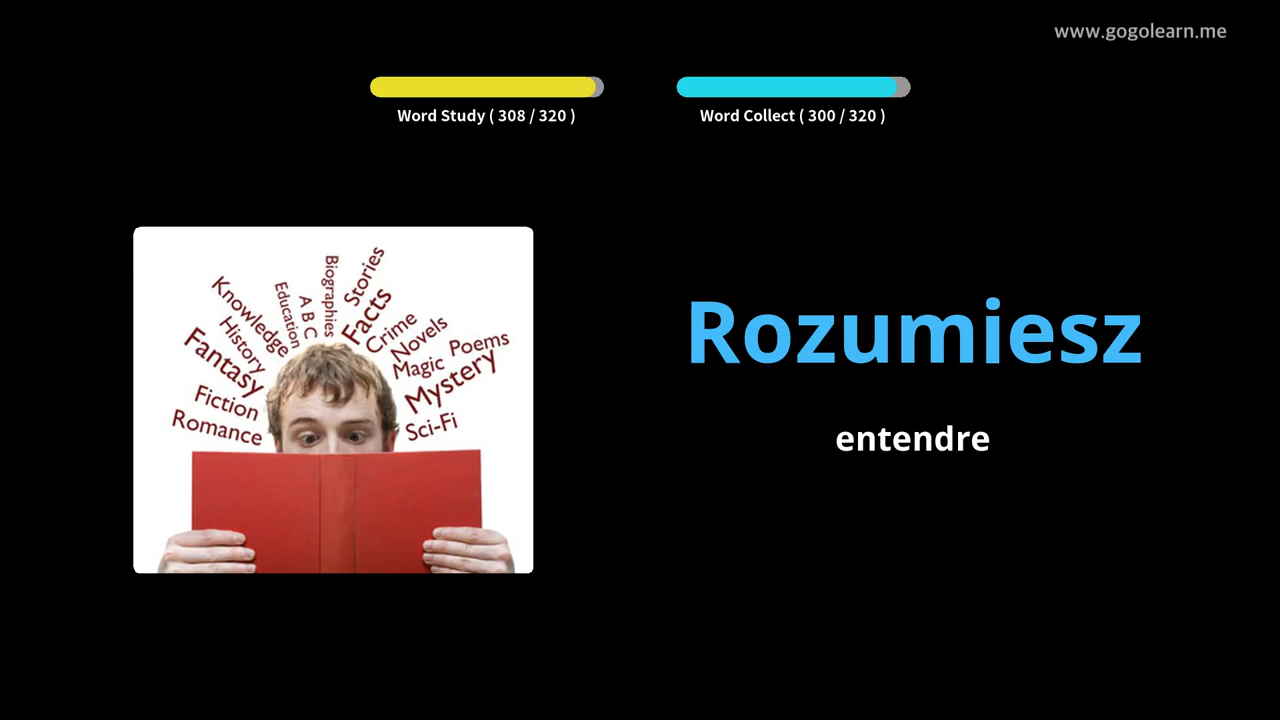 www.gogolearn.me
Word Study ( 308 / 320 )
Word Collect ( 300 / 320 )
Rozumiesz
entendre
Knowledge
History
Education
A B C
Biographies
Stories
Facts
Crime
Novels
Magic
Poems
Mystery
Fantasy
Fiction
Romance
Sci-Fi